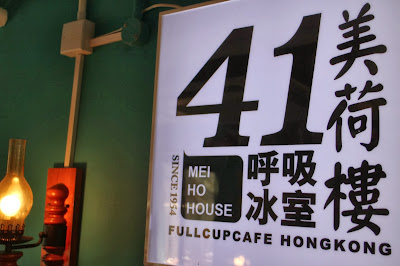 41
美荷樓
SINCE 1954
MEI
HO
HOUSE
呼吸
冰室
FULLCUPCAFE HONGKONG